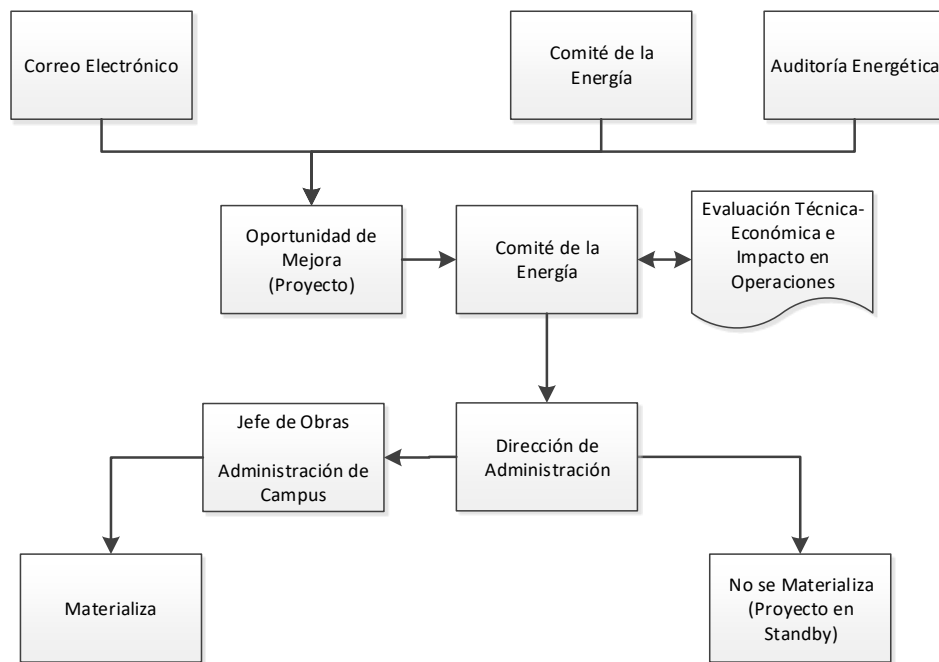 Correo Electrónico
Comité de la
Energía
Auditoría Energética
Oportunidad de
Mejora
(Proyecto)
Comité de la
Energía
Evaluación Técnica-
Económica e
Impacto en
Operaciones
Jefe de Obras
Administración de
Campus
Dirección de
Administración
Materializa
No se Materializa
(Proyecto en
Standby)